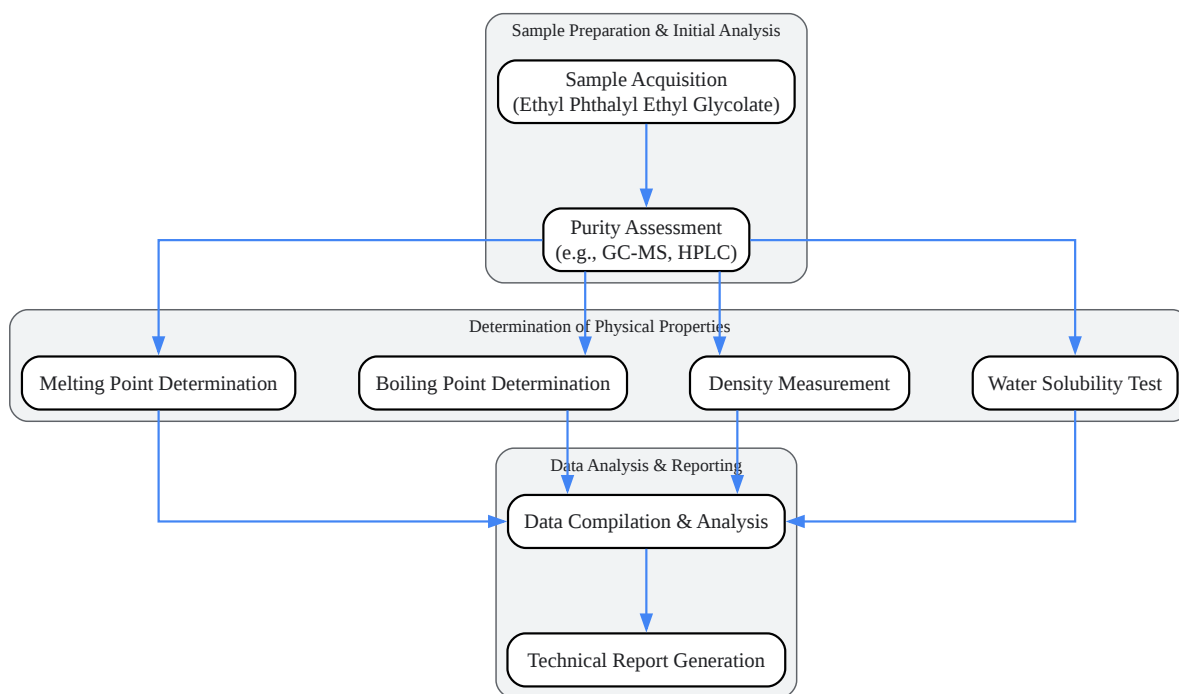 Sample Preparation & Initial Analysis
Sample Acquisition
(Ethyl Phthalyl Ethyl Glycolate)
Purity Assessment
(e.g., GC-MS, HPLC)
Determination of Physical Properties
Melting Point Determination
Boiling Point Determination
Density Measurement
Water Solubility Test
Data Analysis & Reporting
Data Compilation & Analysis
Technical Report Generation